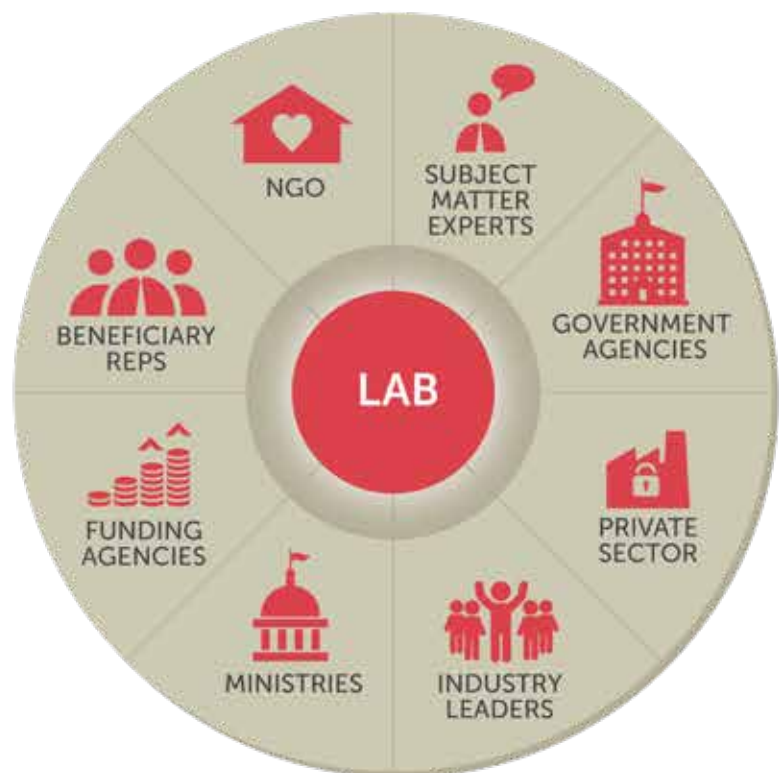 NGO
SUBJECT
MATTER
EXPERTS
GOVERNMENT
AGENCIES
PRIVATE
SECTOR
INDUSTRY
LEADERS
MINISTRIES
FUNDING
AGENCIES
BENEFICIARY
REPS
LAB